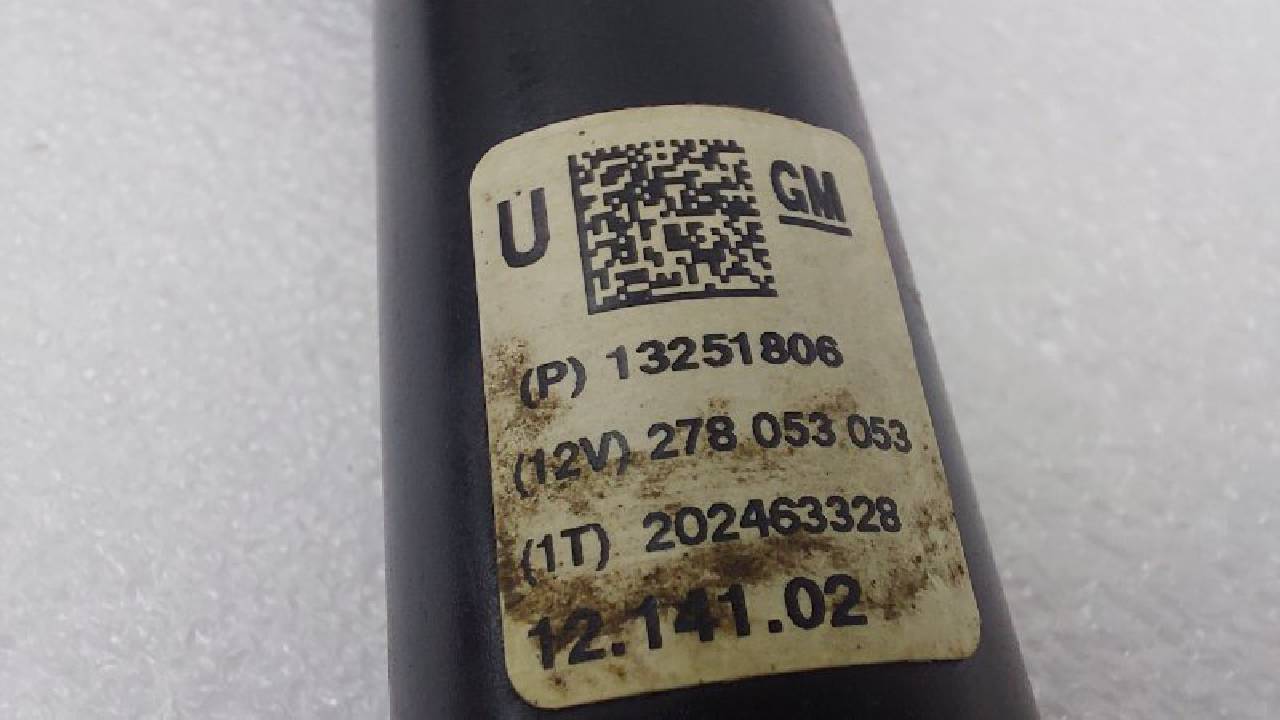 U GM
(P) 13251806
(12V) 278 053 053
(1T) 202463328
12.141.02